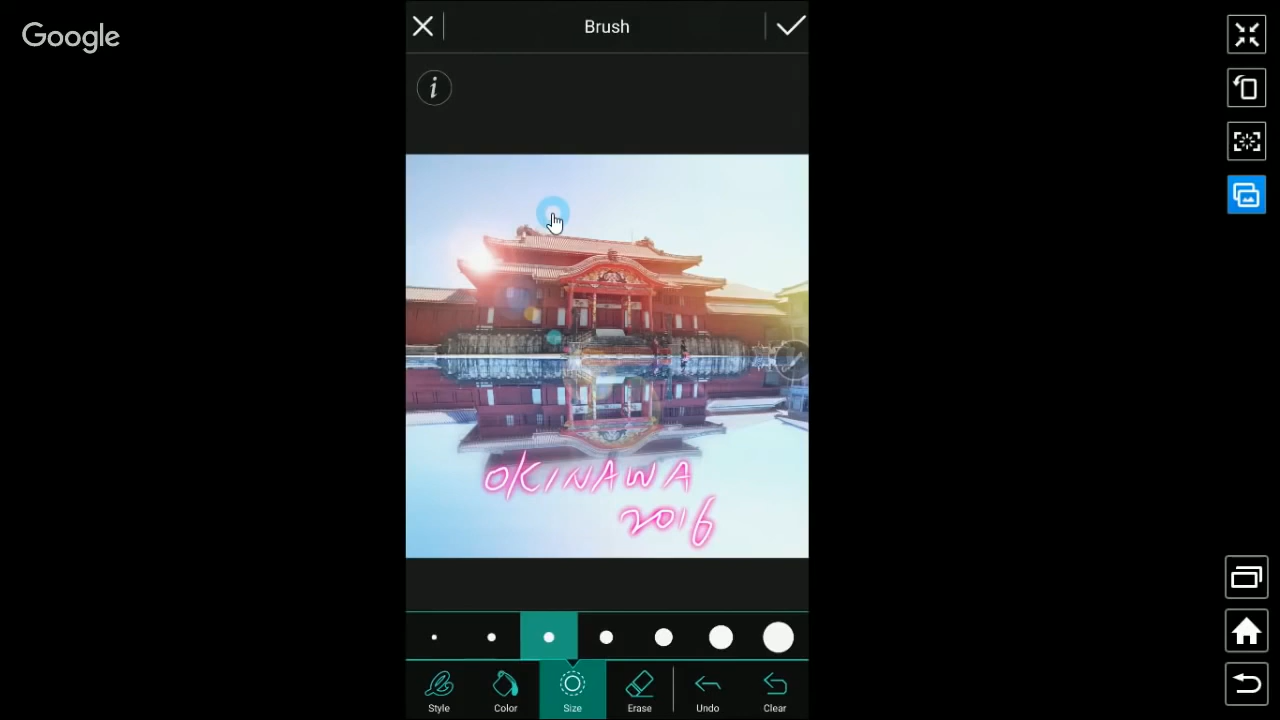 Google
Brush
i
OKINAWA
2016
Style
Color
Size
Erase
Undo
Clear